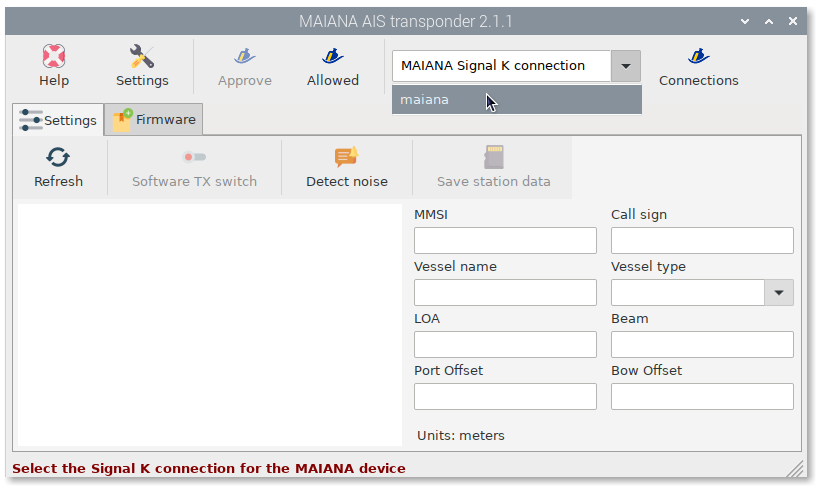 MAIANA AIS transponder 2.1.1
Help
Settings
Approve
Allowed
MAIANA Signal K connection
Connections
maiana
Settings
Firmware
Refresh
Software TX switch
Detect noise
Save station data
MMSI
Call sign
Vessel name
Vessel type
LOA
Beam
Port Offset
Bow Offset
Units: meters
Select the Signal K connection for the MAIANA device